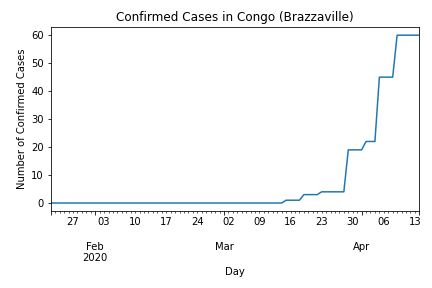 Confirmed Cases in Congo (Brazzaville)
Number of Confirmed Cases
60
50
40
30
20
10
0
27 03 10 17 24 02 09 16 23 30 06 13
Feb Mar Apr
2020
Day